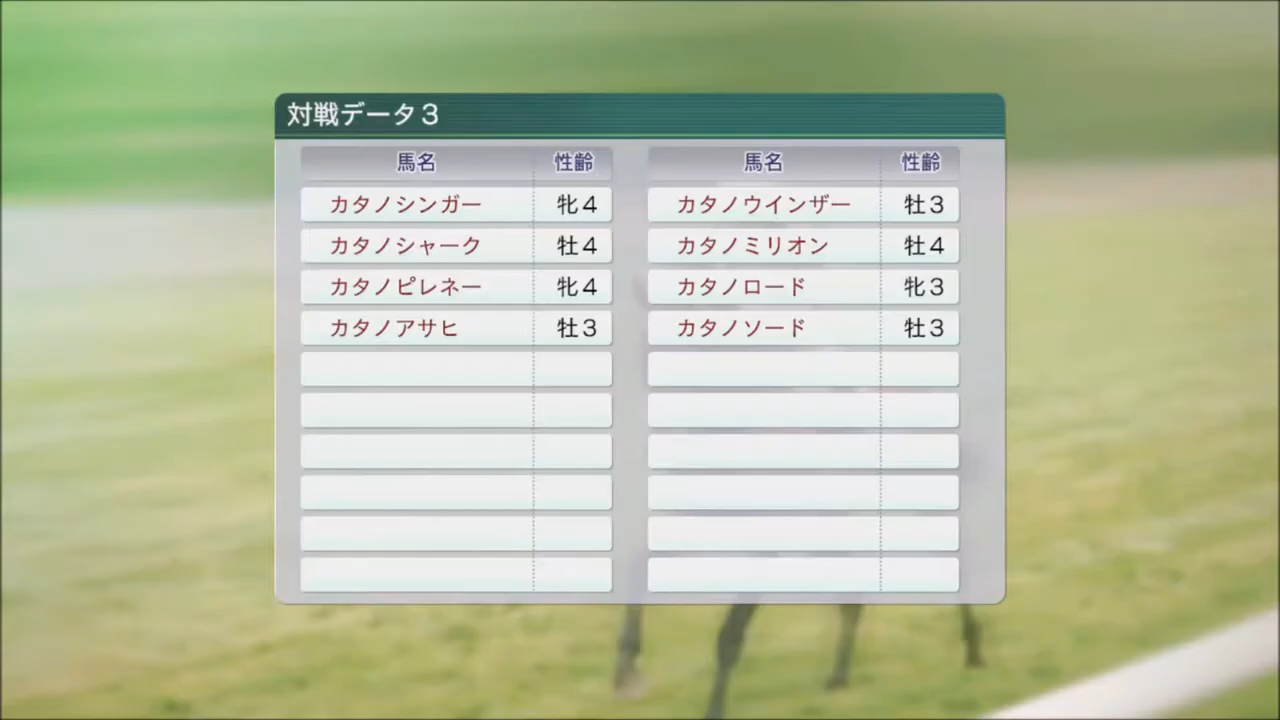 対戦データ３
馬名 性齢 馬名 性齢
カタノシンガー 牝４ カタノウインザー 牡３
カタノシャーク 牡４ カタノミリオン 牡４
カタノピレネー 牝４ カタノロード 牝３
カタノアサヒ 牡３ カタノソード 牡３